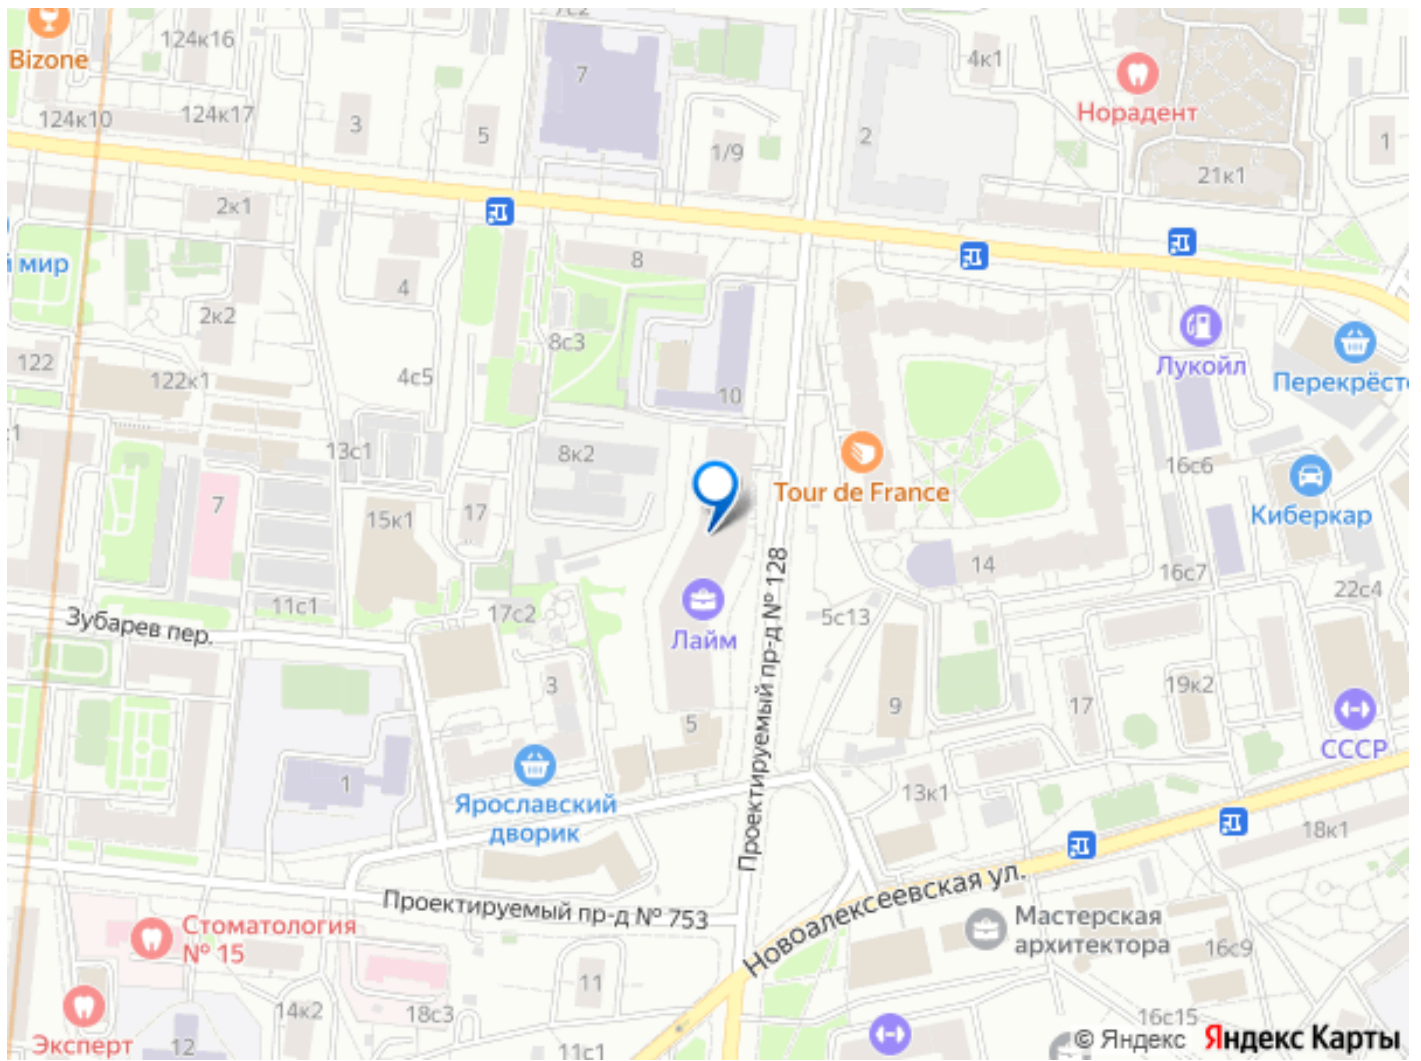 7с2
124к16
Bizone
7
4к1
Норадент
124к10
124к17
3
5
1/9
2
1
21к1
2к1
й мир
8
4
2к2
8с3
Лукойл
Перекрёст
122
122к1
4с5
10
13с1
8к2
Tour de France
16с6
Киберкар
7
15к1
17
14
16с7
22с4
11с1
17с2
Лайм
5с13
Зубарев пер.
Проектируемый пр-д № 128
3
5
9
17
19к2
СССР
1
Ярославский
дворик
13к1
18к1
Проектируемый пр-д № 753
Новоалексеевская ул.
Стоматология
№ 15
Мастерская
архитектора
16с9
11
14к2
18с3
Эксперт
12
11с1
16с15
© Яндекс Яндекс Карты